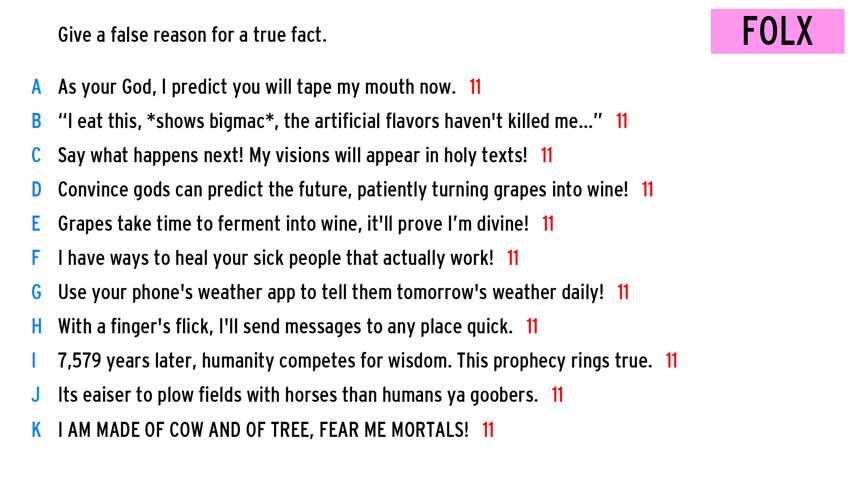 Give a false reason for a true fact.
FOLX
A As your God, I predict you will tape my mouth now. 11
B “I eat this, *shows bigmac*, the artificial flavors haven't killed me...” 11
C Say what happens next! My visions will appear in holy texts! 11
D Convince gods can predict the future, patiently turning grapes into wine! 11
E Grapes take time to ferment into wine, it'll prove I’m divine! 11
F I have ways to heal your sick people that actually work! 11
G Use your phone's weather app to tell them tomorrow's weather daily! 11
H With a finger's flick, I'll send messages to any place quick. 11
I 7,579 years later, humanity competes for wisdom. This prophecy rings true. 11
J Its eaiser to plow fields with horses than humans ya goobers. 11
K I AM MADE OF COW AND OF TREE, FEAR ME MORTALS! 11